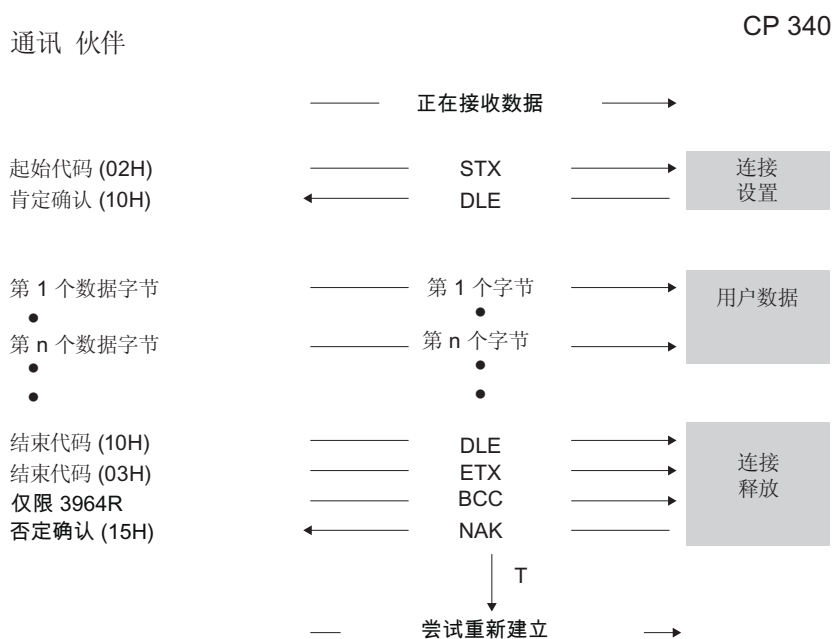 CP 340
通讯 伙伴
正在接收数据
起始代码 (02H) STX 连接
肯定确认 (10H) DLE 设置
第 1 个数据字节 第 1 个字节 用户数据
第 n 个数据字节 第 n 个字节
结束代码 (10H) DLE 连接
结束代码 (03H) ETX 释放
仅限 3964R BCC
否定确认 (15H) NAK
T
尝试重新建立